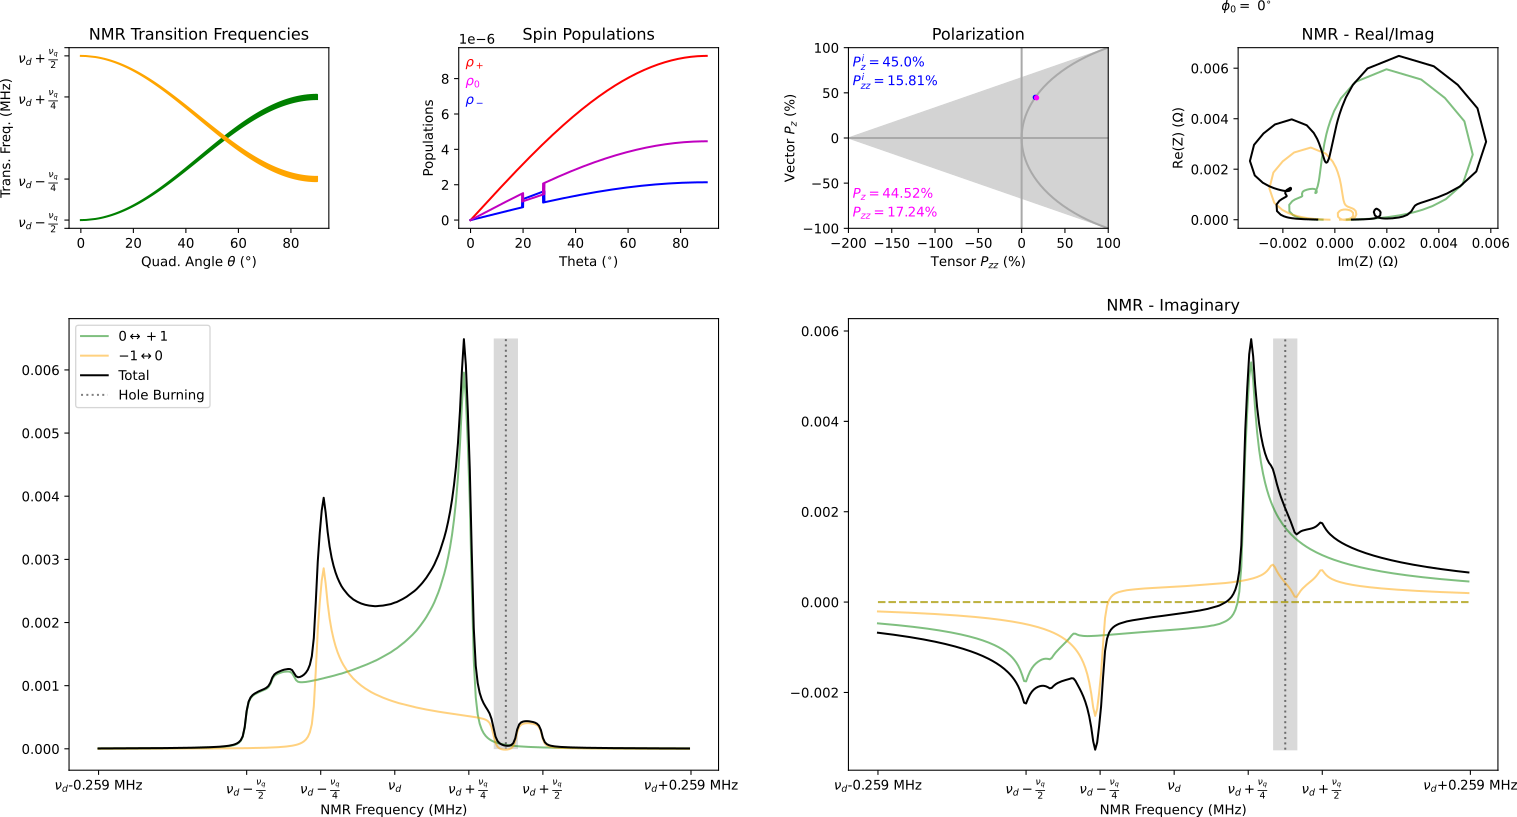 ϕ₀ = 0°
NMR Transition Frequencies
Trans. Freq. (MHz)
ν_d + ν_q/2
ν_d + ν_q/4
ν_d − ν_q/4
ν_d − ν_q/2
0 20 40 60 80
Quad. Angle θ (°)
Spin Populations
1e−6
Populations
8
6
4
2
0
ρ₊
ρ₀
ρ₋
0 20 40 60 80
Theta (°)
Polarization
Vector P_z (%)
100
50
0
−50
−100
P_z^i = 45.0%
P_zz^i = 15.81%
P_z = 44.52%
P_zz = 17.24%
−200 −150 −100 −50 0 50 100
Tensor P_zz (%)
NMR - Real/Imag
Re(Z) (Ω)
0.006
0.004
0.002
0.000
−0.002 0.000 0.002 0.004 0.006
Im(Z) (Ω)
0↔+1
−1↔0
Total
Hole Burning
0.006
0.005
0.004
0.003
0.002
0.001
0.000
ν_d-0.259 MHz ν_d − ν_q/2 ν_d − ν_q/4 ν_d ν_d + ν_q/4 ν_d + ν_q/2 ν_d+0.259 MHz
NMR Frequency (MHz)
NMR - Imaginary
0.006
0.004
0.002
0.000
−0.002
ν_d-0.259 MHz ν_d − ν_q/2 ν_d − ν_q/4 ν_d ν_d + ν_q/4 ν_d + ν_q/2 ν_d+0.259 MHz
NMR Frequency (MHz)